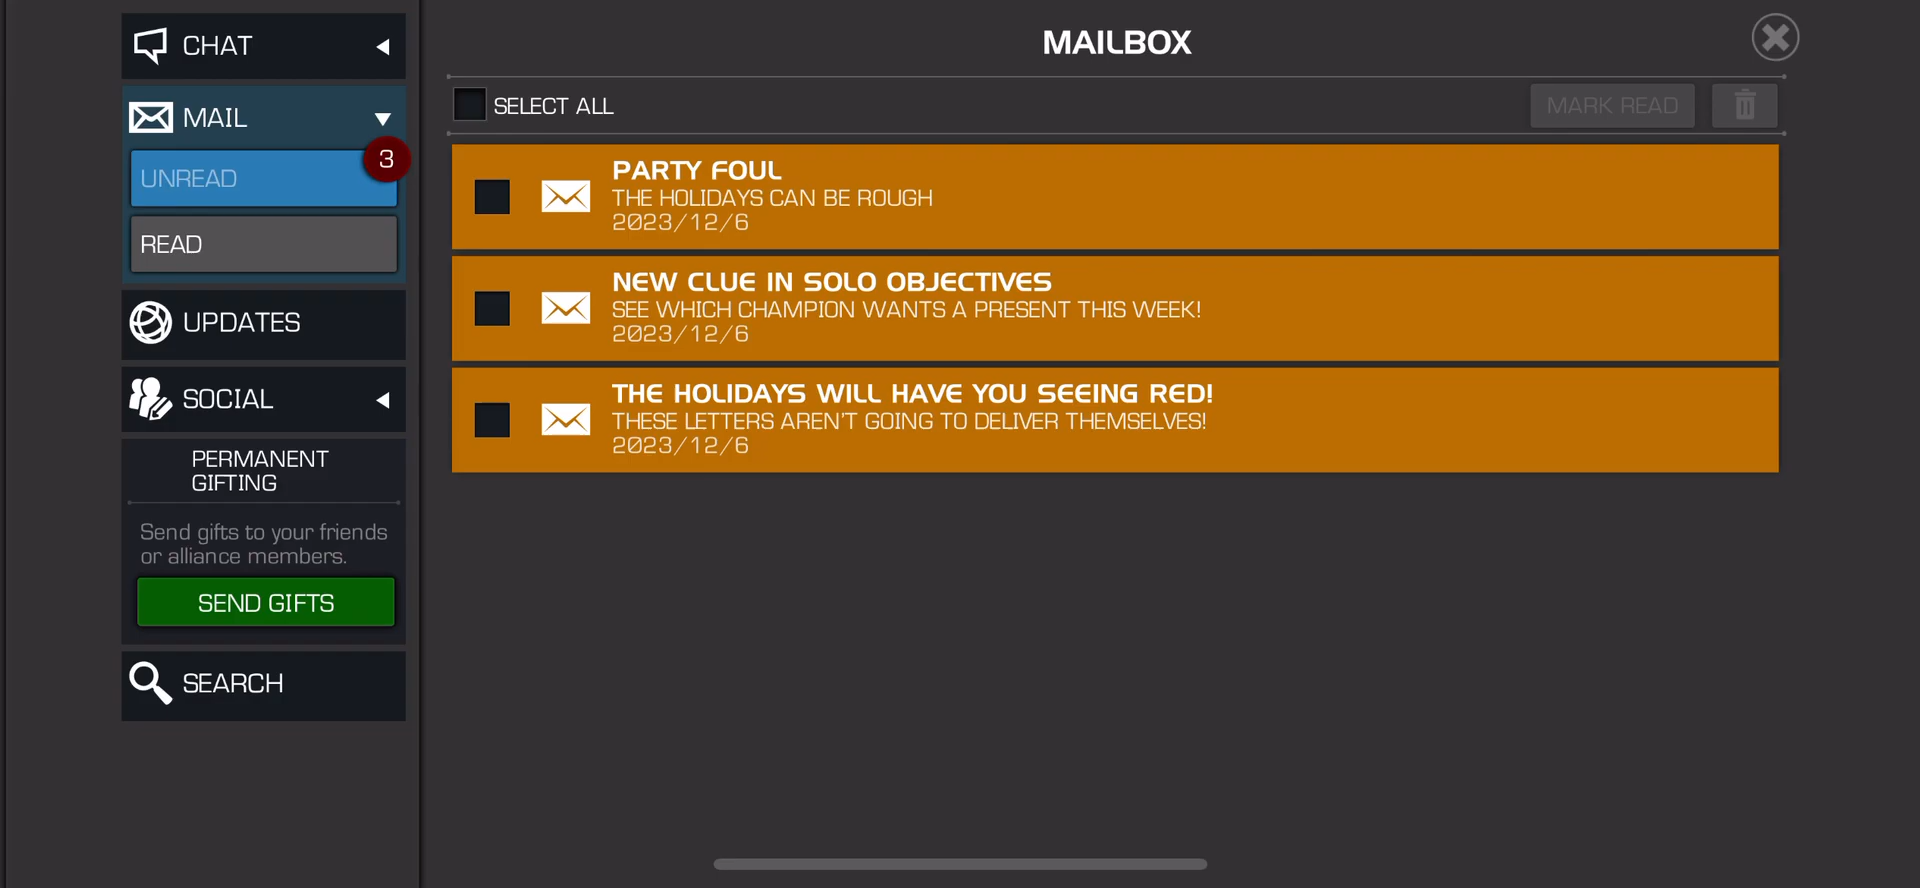 CHAT
MAIL
3
UNREAD
READ
UPDATES
SOCIAL
PERMANENT
GIFTING
Send gifts to your friends
or alliance members.
SEND GIFTS
SEARCH
MAILBOX
SELECT ALL
MARK READ
PARTY FOUL
THE HOLIDAYS CAN BE ROUGH
2023/12/6
NEW CLUE IN SOLO OBJECTIVES
SEE WHICH CHAMPION WANTS A PRESENT THIS WEEK!
2023/12/6
THE HOLIDAYS WILL HAVE YOU SEEING RED!
THESE LETTERS AREN'T GOING TO DELIVER THEMSELVES!
2023/12/6